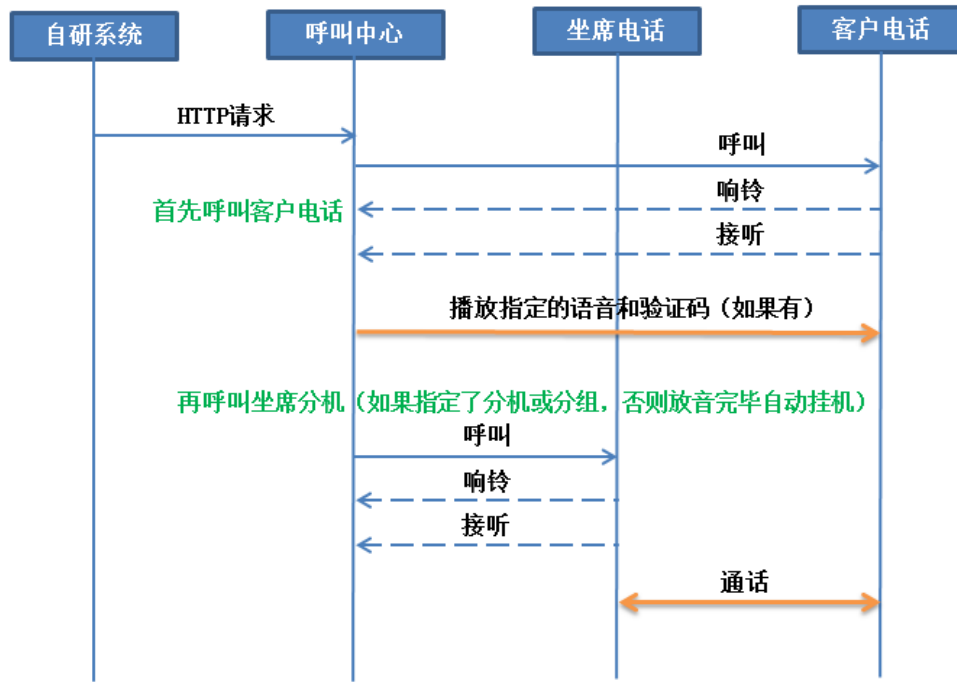 自研系统
呼叫中心
坐席电话
客户电话
HTTP请求
呼叫
响铃
首先呼叫客户电话
接听
播放指定的语音和验证码（如果有）
再呼叫坐席分机（如果指定了分机或分组，否则放音完毕自动挂机）
呼叫
响铃
接听
通话